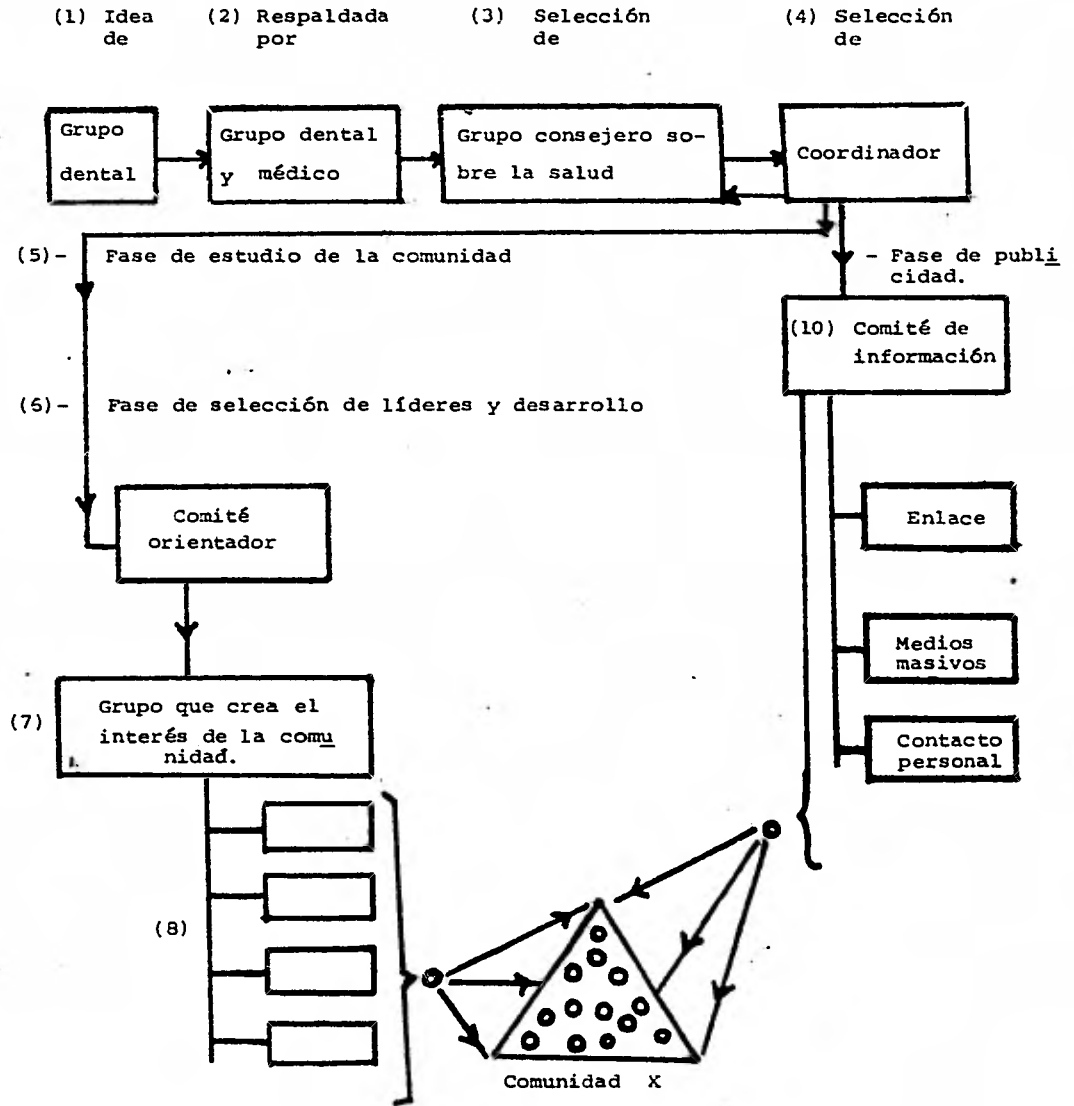 (1) Idea de
(2) Respaldada por
(3) Selección de
(4) Selección de
Grupo
dental
Grupo dental
y médico
Grupo consejero so-
bre la salud
Coordinador
(5)- Fase de estudio de la comunidad
- Fase de publi
cidad.
(10) Comité de
información
(6)- Fase de selección de líderes y desarrollo
Comité
orientador
Enlace
Medios
masivos
(7)
Grupo que crea el
interés de la comu
nidad.
Contacto
personal
(8)
Comunidad X